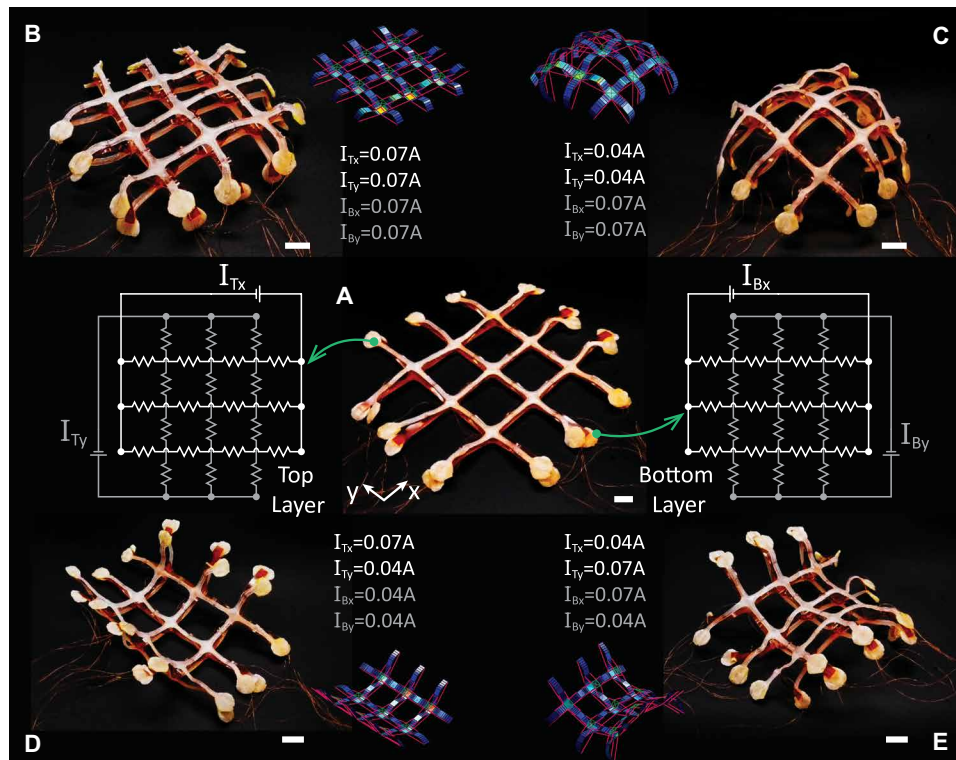 B
C
I_Tx=0.07A
I_Ty=0.07A
I_Bx=0.07A
I_By=0.07A
I_Tx=0.04A
I_Ty=0.04A
I_Bx=0.07A
I_By=0.07A
I_Tx
A
I_Bx
I_Ty
I_By
Top
Layer
y
x
Bottom
Layer
I_Tx=0.07A
I_Ty=0.04A
I_Bx=0.04A
I_By=0.04A
I_Tx=0.04A
I_Ty=0.07A
I_Bx=0.07A
I_By=0.04A
D
E